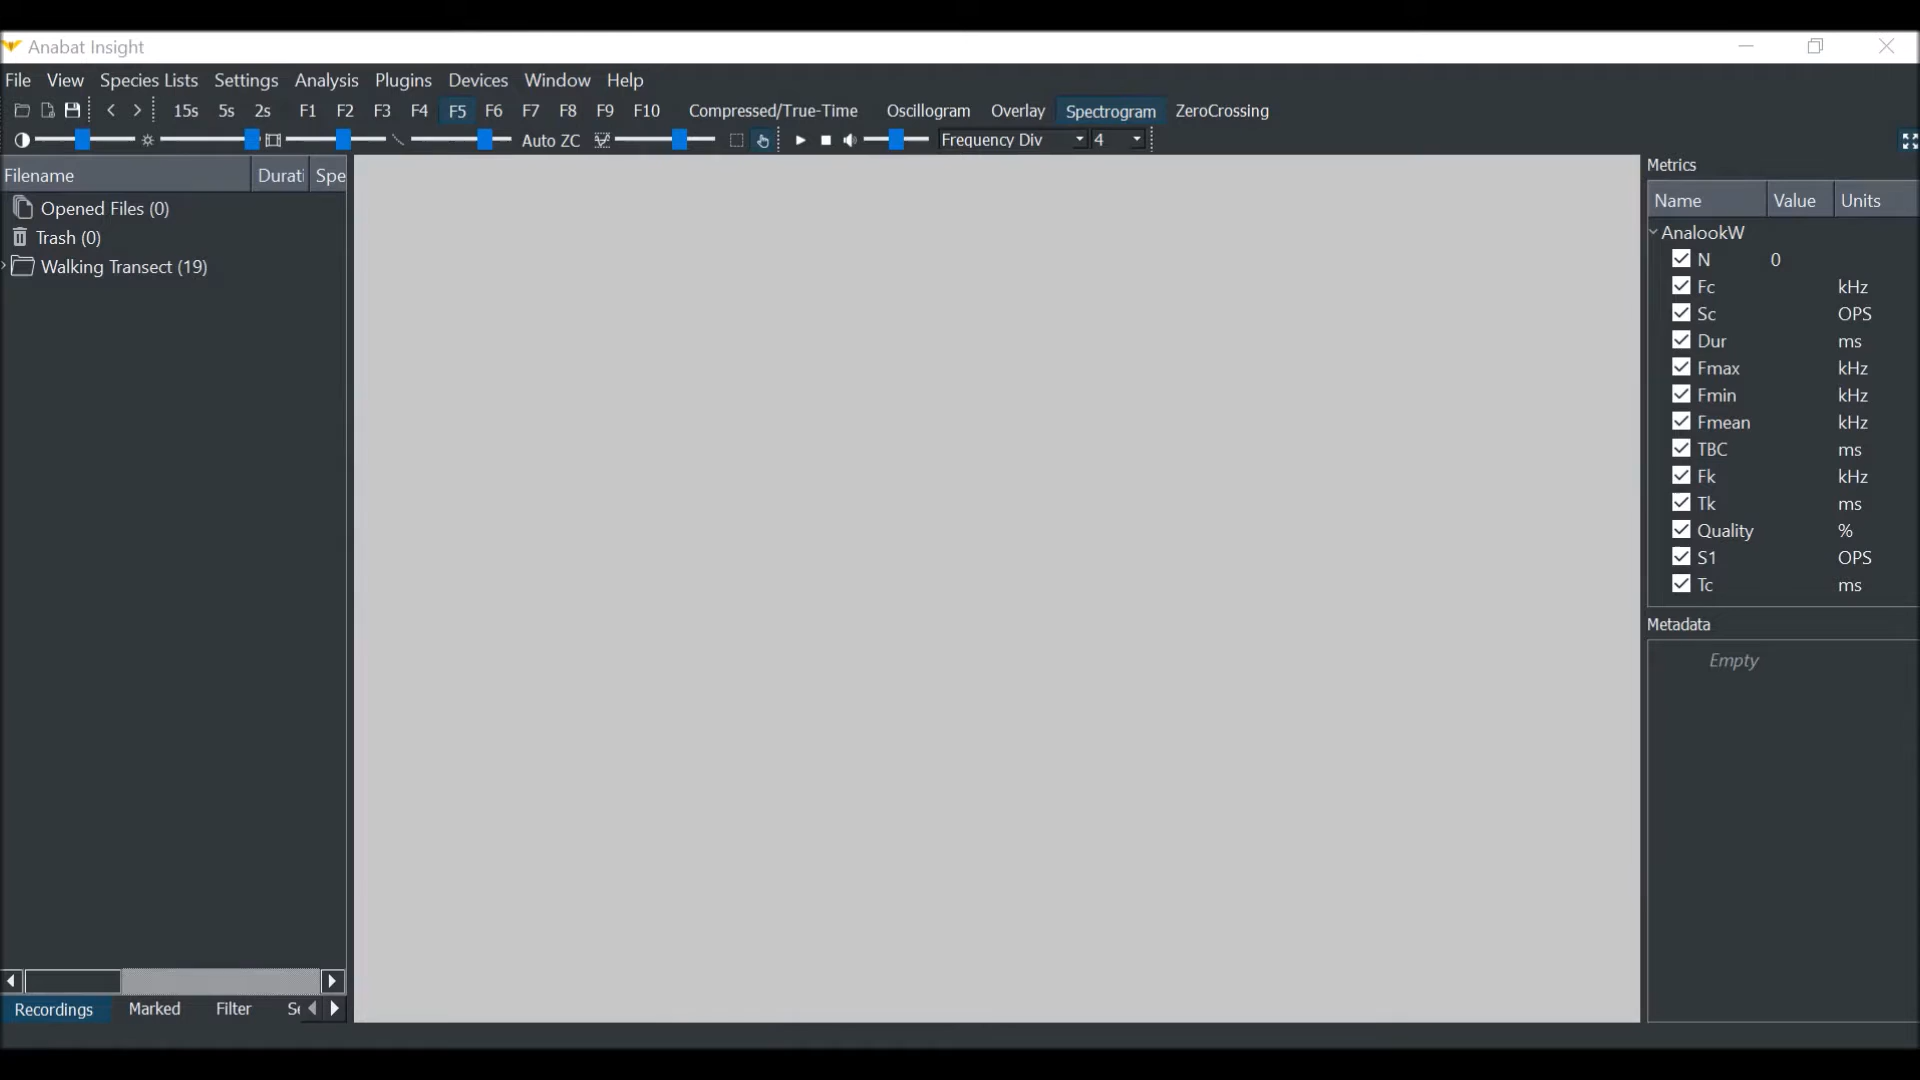 Anabat Insight
File View Species Lists Settings Analysis Plugins Devices Window Help
15s 5s 2s F1 F2 F3 F4 F5 F6 F7 F8 F9 F10 Compressed/True-Time Oscillogram Overlay Spectrogram ZeroCrossing
Auto ZC Frequency Div 4
Filename Durati Spe
Opened Files (0)
Trash (0)
Walking Transect (19)
Recordings Marked Filter Se
Metrics
Name Value Units
AnalookW
N 0
Fc kHz
Sc OPS
Dur ms
Fmax kHz
Fmin kHz
Fmean kHz
TBC ms
Fk kHz
Tk ms
Quality %
S1 OPS
Tc ms
Metadata
Empty